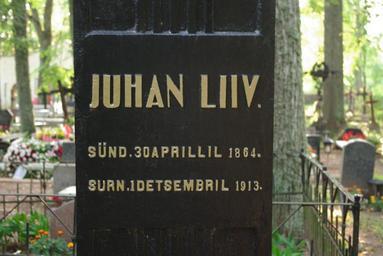 JUHAN LIIV.
SÜND. 30 APRILLIL 1864.
SURN. 1 DETSEMBRIL 1913.